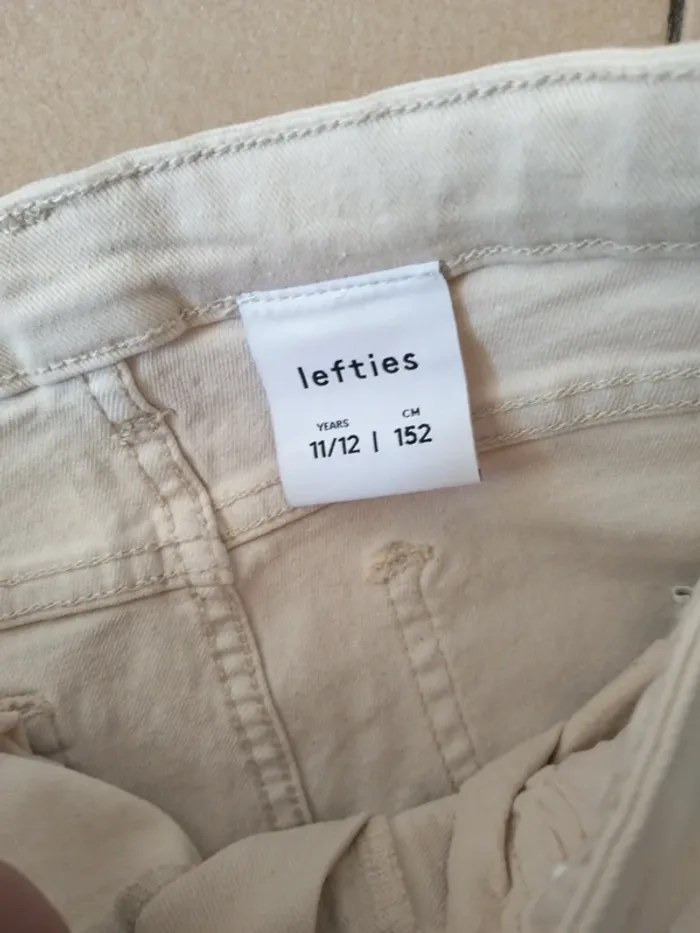 lefties
YEARS CM
11/12 | 152